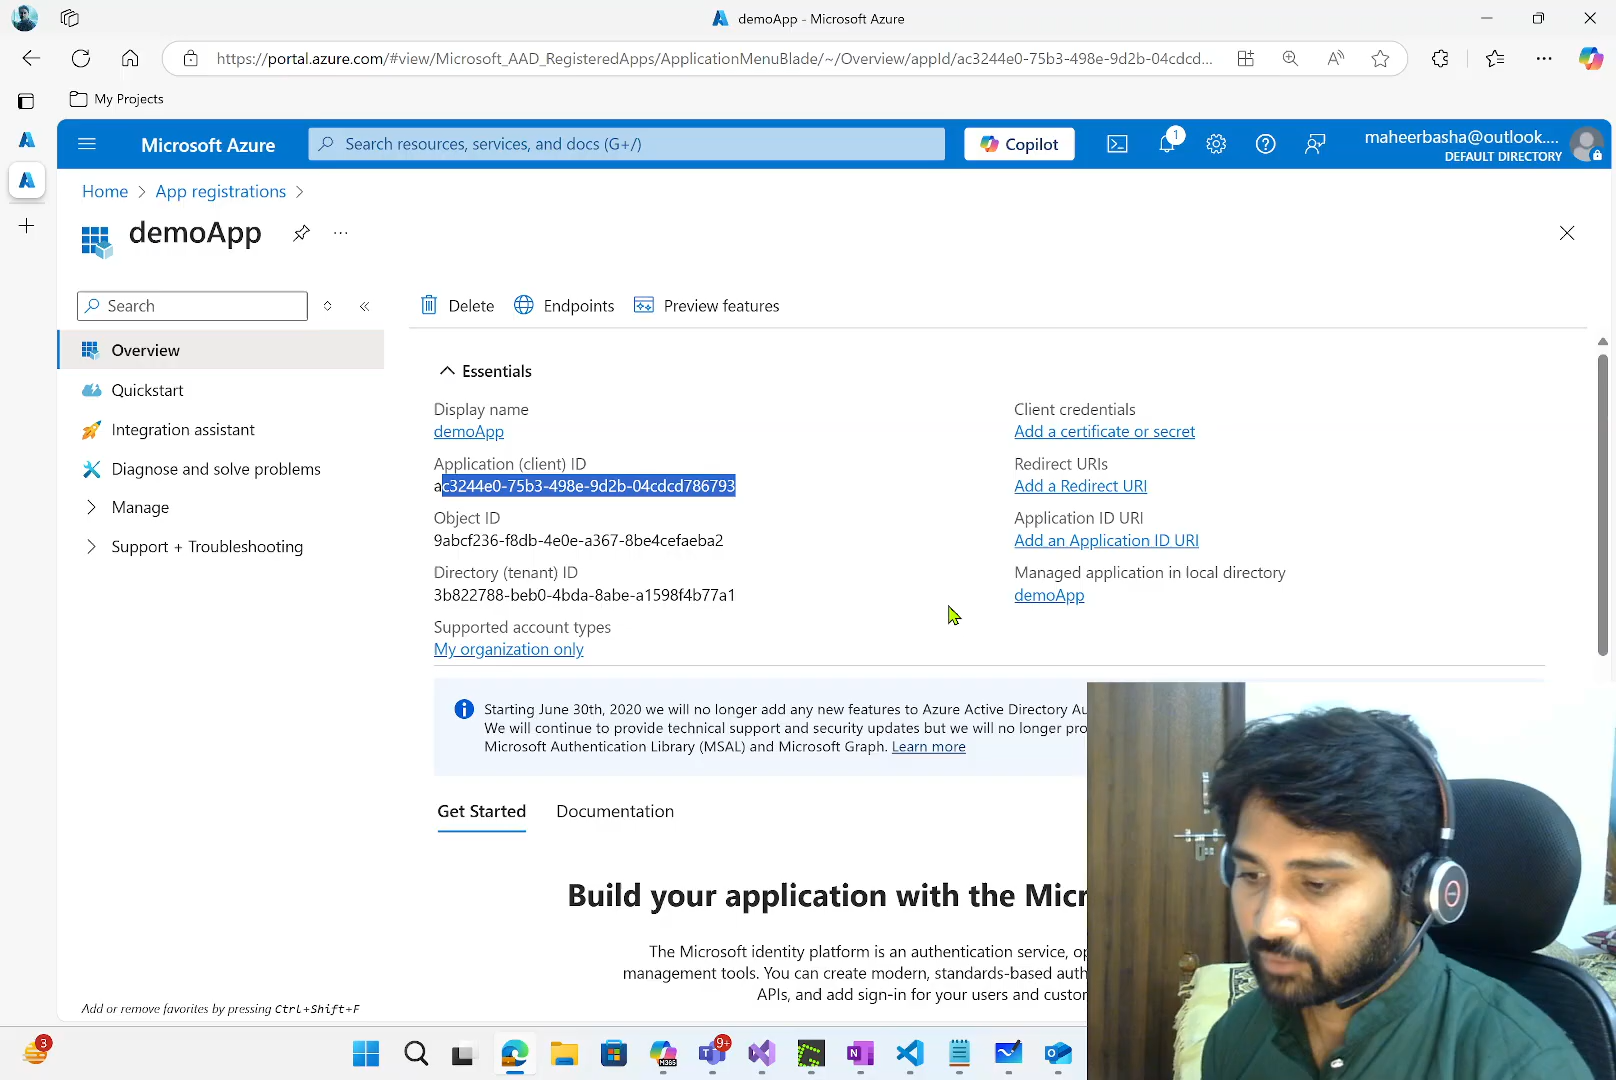 demoApp - Microsoft Azure
https://portal.azure.com/#view/Microsoft_AAD_RegisteredApps/ApplicationMenuBlade/~/Overview/appId/ac3244e0-75b3-498e-9d2b-04cdcd...
My Projects
Microsoft Azure
Search resources, services, and docs (G+/)
Copilot
1
maheerbasha@outlook....
DEFAULT DIRECTORY
Home > App registrations >
demoApp
Search
Delete
Endpoints
Preview features
Overview
Quickstart
Integration assistant
Diagnose and solve problems
Manage
Support + Troubleshooting
Essentials
Display name
demoApp
Application (client) ID
ac3244e0-75b3-498e-9d2b-04cdcd786793
Object ID
9abcf236-f8db-4e0e-a367-8be4cefaeba2
Directory (tenant) ID
3b822788-beb0-4bda-8abe-a1598f4b77a1
Supported account types
My organization only
Client credentials
Add a certificate or secret
Redirect URIs
Add a Redirect URI
Application ID URI
Add an Application ID URI
Managed application in local directory
demoApp
Starting June 30th, 2020 we will no longer add any new features to Azure Active Directory Au
We will continue to provide technical support and security updates but we will no longer pro
Microsoft Authentication Library (MSAL) and Microsoft Graph. Learn more
Get Started
Documentation
Build your application with the Micr
The Microsoft identity platform is an authentication service, op
management tools. You can create modern, standards-based auth
APIs, and add sign-in for your users and custo
Add or remove favorites by pressing Ctrl+Shift+F
3
M365
9+